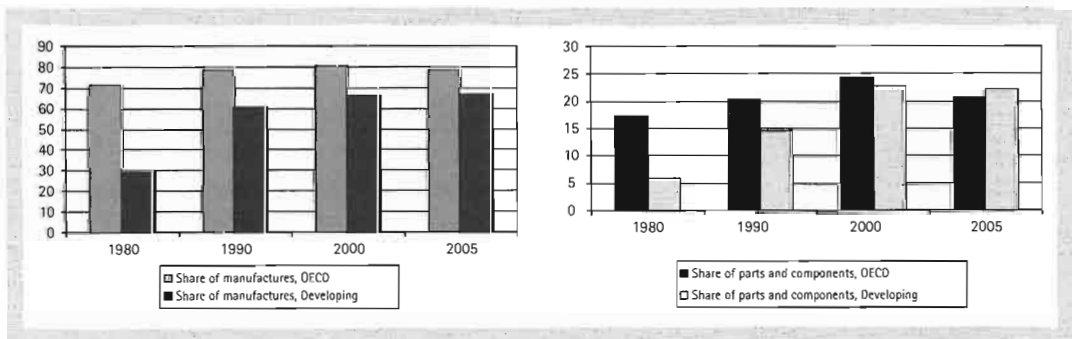 90
80
70
60
50
40
30
20
10
0
1980 1990 2000 2005
Share of manufactures, OECD
Share of manufactures, Developing
30
25
20
15
10
5
0
1980 1990 2000 2005
Share of parts and components, OECD
Share of parts and components, Developing